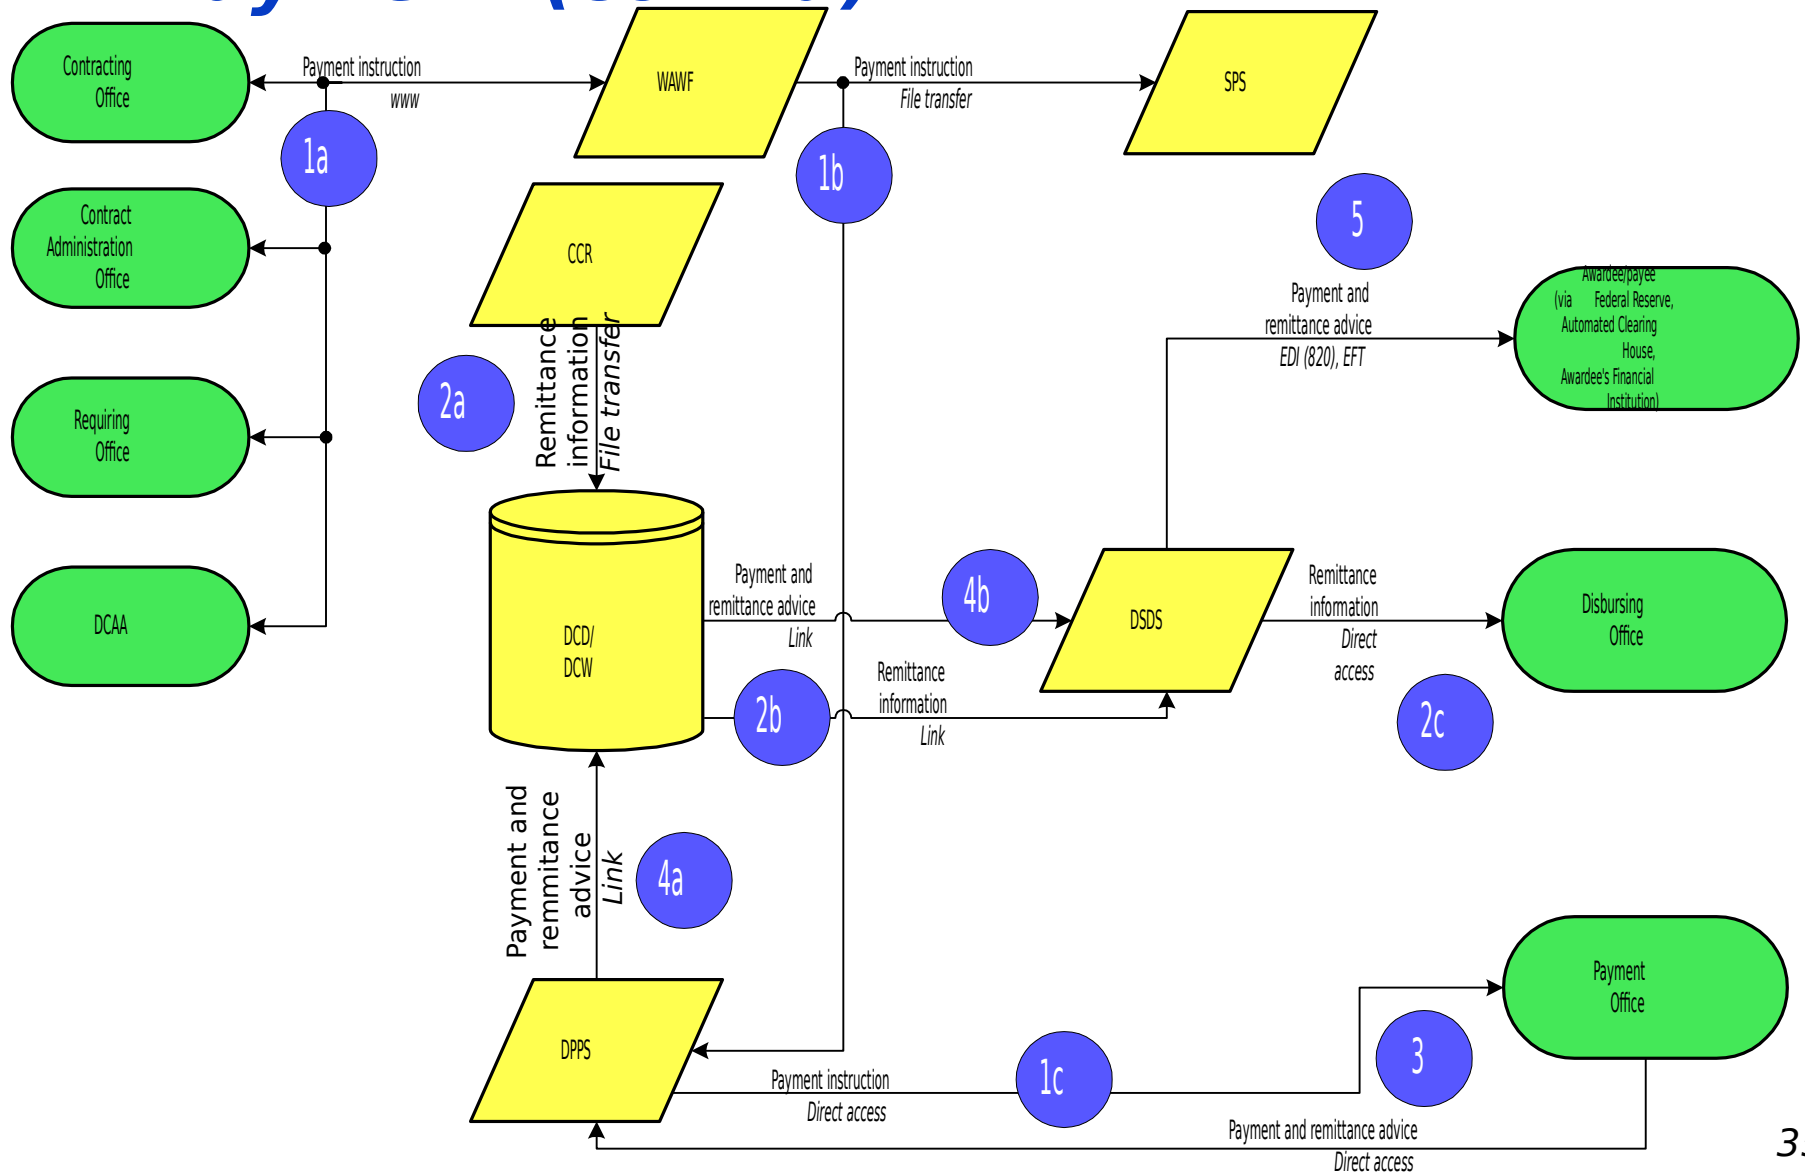 Contracting
Office
Payment instruction
www
WAWF
Payment instruction
File transfer
SPS
1a
1b
Contract
Administration
Office
CCR
5
Payment and
remittance advice
EDI (820), EFT
Awardee/payee
(via Federal Reserve,
Automated Clearing
House,
Awardee's Financial
Institution)
Remittance
information
File transfer
2a
Requiring
Office
DCAA
DCD/
DCW
Payment and
remittance advice
Link
4b
DSDS
Remittance
information
Direct
access
Disbursing
Office
2b
Remittance
information
Link
2c
Payment and
remmitance
advice
Link
4a
DPPS
Payment instruction
Direct access
1c
3
Payment
Office
Payment and remittance advice
Direct access